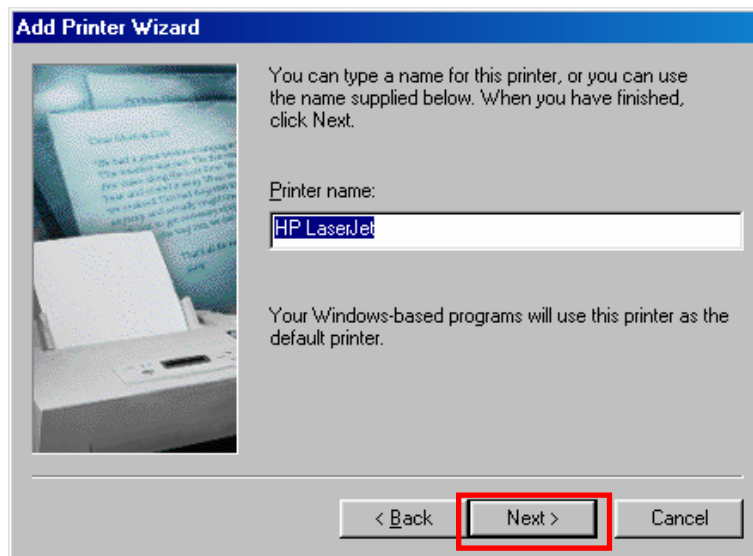 Add Printer Wizard
You can type a name for this printer, or you can use
the name supplied below. When you have finished,
click Next.
Printer name:
HP LaserJet
Your Windows-based programs will use this printer as the
default printer.
< Back
Next >
Cancel